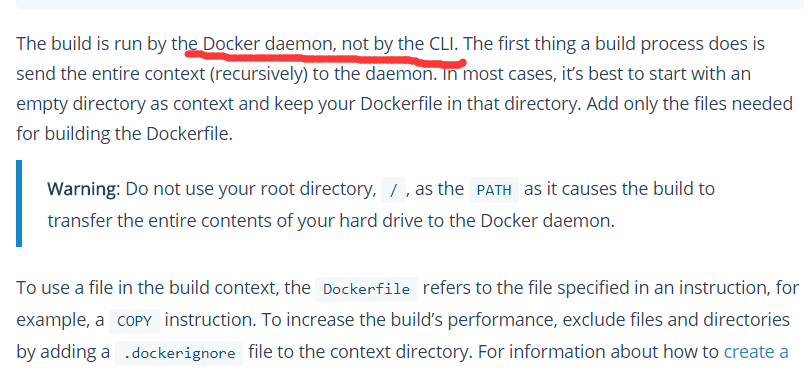 The build is run by the Docker daemon, not by the CLI. The first thing a build process does is
send the entire context (recursively) to the daemon. In most cases, it’s best to start with an
empty directory as context and keep your Dockerfile in that directory. Add only the files needed
for building the Dockerfile.
Warning: Do not use your root directory, / , as the PATH as it causes the build to
transfer the entire contents of your hard drive to the Docker daemon.
To use a file in the build context, the Dockerfile refers to the file specified in an instruction, for
example, a COPY instruction. To increase the build’s performance, exclude files and directories
by adding a .dockerignore file to the context directory. For information about how to create a